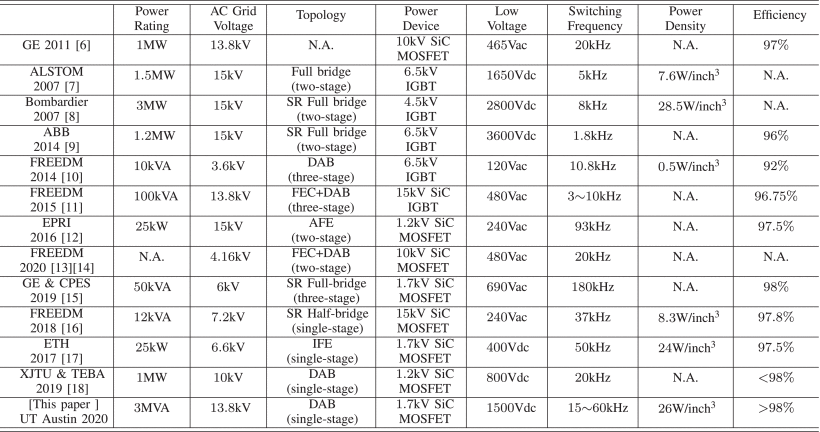 Power Rating | AC Grid Voltage | Topology | Power Device | Low Voltage | Switching Frequency | Power Density | Efficiency
GE 2011 [6] | 1MW | 13.8kV | N.A. | 10kV SiC MOSFET | 465Vac | 20kHz | N.A. | 97%
ALSTOM 2007 [7] | 1.5MW | 15kV | Full bridge (two-stage) | 6.5kV IGBT | 1650Vdc | 5kHz | 7.6W/inch³ | N.A.
Bombardier 2007 [8] | 3MW | 15kV | SR Full bridge (two-stage) | 4.5kV IGBT | 2800Vdc | 8kHz | 28.5W/inch³ | N.A.
ABB 2014 [9] | 1.2MW | 15kV | SR Full bridge (two-stage) | 6.5kV IGBT | 3600Vdc | 1.8kHz | N.A. | 96%
FREEDM 2014 [10] | 10kVA | 3.6kV | DAB (three-stage) | 6.5kV IGBT | 120Vac | 10.8kHz | 0.5W/inch³ | 92%
FREEDM 2015 [11] | 100kVA | 13.8kV | FEC+DAB (three-stage) | 15kV SiC IGBT | 480Vac | 3∼10kHz | N.A. | 96.75%
EPRI 2016 [12] | 25kW | 15kV | AFE (two-stage) | 1.2kV SiC MOSFET | 240Vac | 93kHz | N.A. | 97.5%
FREEDM 2020 [13][14] | N.A. | 4.16kV | FEC+DAB (two-stage) | 10kV SiC MOSFET | 480Vac | 20kHz | N.A. | N.A.
GE & CPES 2019 [15] | 50kVA | 6kV | SR Full-bridge (three-stage) | 1.7kV SiC MOSFET | 690Vac | 180kHz | N.A. | 98%
FREEDM 2018 [16] | 12kVA | 7.2kV | SR Half-bridge (single-stage) | 15kV SiC MOSFET | 240Vac | 37kHz | 8.3W/inch³ | 97.8%
ETH 2017 [17] | 25kW | 6.6kV | IFE (single-stage) | 1.7kV SiC MOSFET | 400Vdc | 50kHz | 24W/inch³ | 97.5%
XJTU & TEBA 2019 [18] | 1MW | 10kV | DAB (single-stage) | 1.2kV SiC MOSFET | 800Vdc | 20kHz | N.A. | <98%
[This paper ] UT Austin 2020 | 3MVA | 13.8kV | DAB (single-stage) | 1.7kV SiC MOSFET | 1500Vdc | 15∼60kHz | 26W/inch³ | >98%